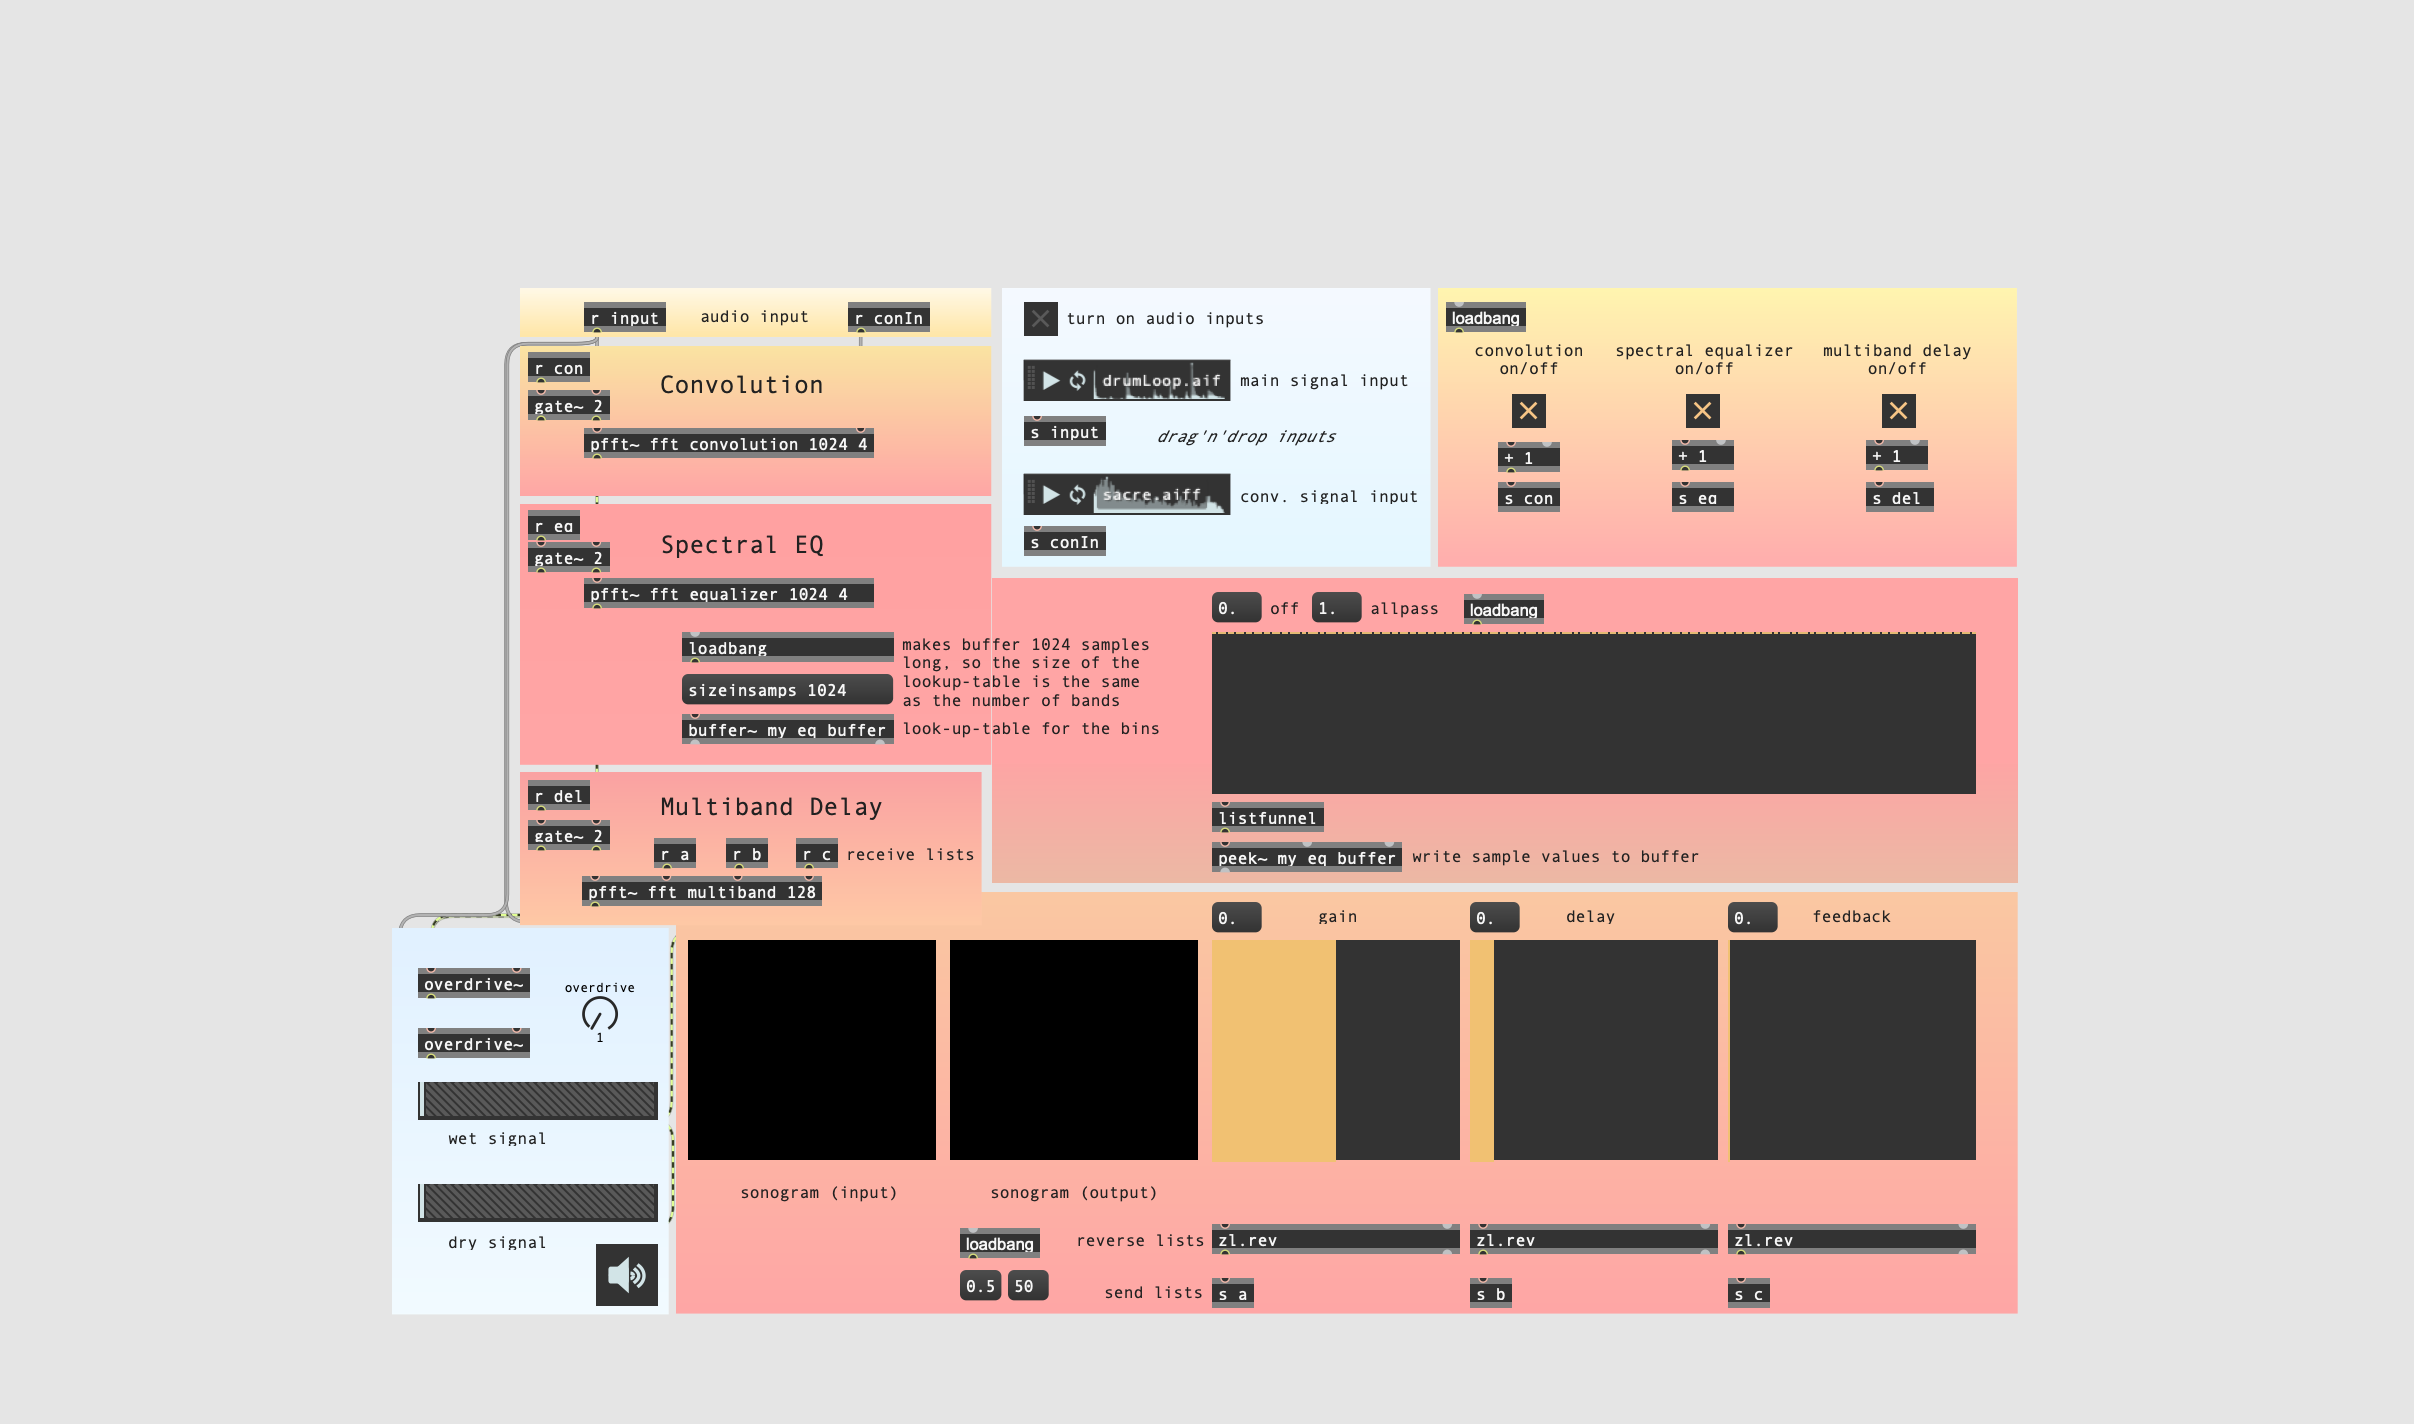 r input
audio input
r conIn
r con
Convolution
gate~ 2
pfft~ fft convolution 1024 4
r eq
Spectral EQ
gate~ 2
pfft~ fft equalizer 1024 4
loadbang
makes buffer 1024 samples
long, so the size of the
lookup-table is the same
as the number of bands
sizeinsamps 1024
buffer~ my eq buffer
look-up-table for the bins
r del
Multiband Delay
gate~ 2
r a
r b
r c
receive lists
pfft~ fft multiband 128
turn on audio inputs
drumLoop.aif
main signal input
s input
drag'n'drop inputs
sacre.aiff
conv. signal input
s conIn
loadbang
convolution
on/off
spectral equalizer
on/off
multiband delay
on/off
+ 1
+ 1
+ 1
s con
s eq
s del
0.
off
1.
allpass
loadbang
listfunnel
peek~ my eq buffer
write sample values to buffer
overdrive~
overdrive
1
overdrive~
wet signal
dry signal
0.
gain
0.
delay
0.
feedback
sonogram (input)
sonogram (output)
loadbang
reverse lists
zl.rev
zl.rev
zl.rev
0.5
50
send lists
s a
s b
s c